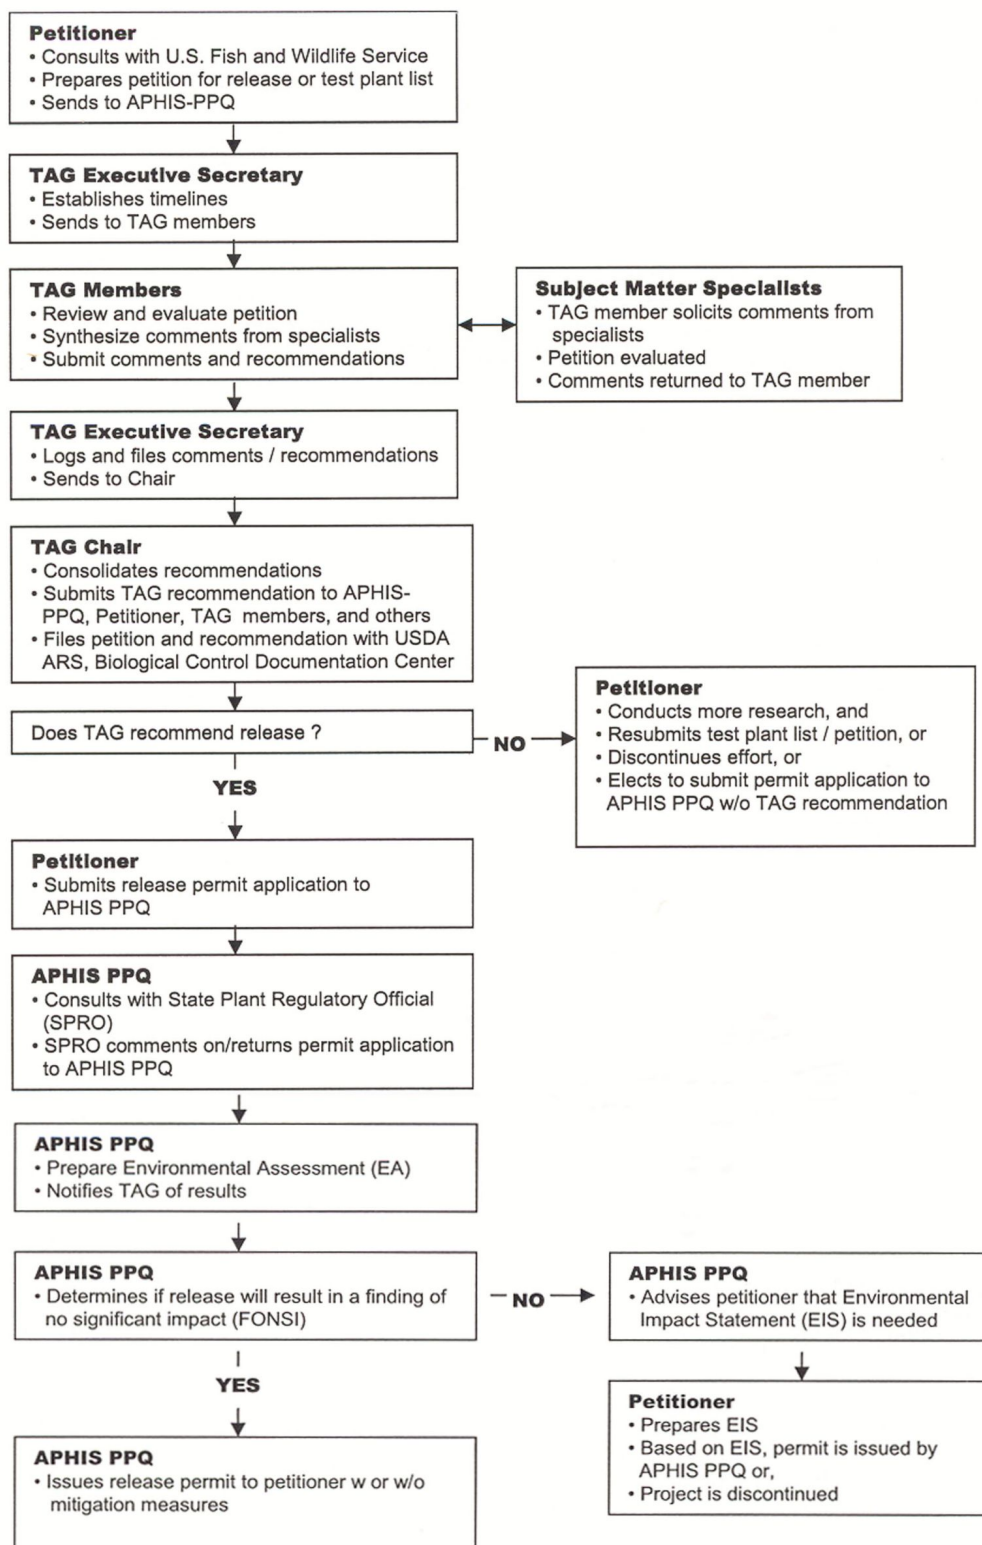 Petitioner
• Consults with U.S. Fish and Wildlife Service
• Prepares petition for release or test plant list
• Sends to APHIS-PPQ
TAG Executive Secretary
• Establishes timelines
• Sends to TAG members
TAG Members
• Review and evaluate petition
• Synthesize comments from specialists
• Submit comments and recommendations
Subject Matter Specialists
• TAG member solicits comments from
specialists
• Petition evaluated
• Comments returned to TAG member
TAG Executive Secretary
• Logs and files comments / recommendations
• Sends to Chair
TAG Chair
• Consolidates recommendations
• Submits TAG recommendation to APHIS-
PPQ, Petitioner, TAG members, and others
• Files petition and recommendation with USDA
ARS, Biological Control Documentation Center
Does TAG recommend release ?
NO
Petitioner
• Conducts more research, and
• Resubmits test plant list / petition, or
• Discontinues effort, or
• Elects to submit permit application to
APHIS PPQ w/o TAG recommendation
YES
Petitioner
• Submits release permit application to
APHIS PPQ
APHIS PPQ
• Consults with State Plant Regulatory Official
(SPRO)
• SPRO comments on/returns permit application
to APHIS PPQ
APHIS PPQ
• Prepare Environmental Assessment (EA)
• Notifies TAG of results
APHIS PPQ
• Determines if release will result in a finding of
no significant impact (FONSI)
NO
APHIS PPQ
• Advises petitioner that Environmental
Impact Statement (EIS) is needed
YES
Petitioner
• Prepares EIS
• Based on EIS, permit is issued by
APHIS PPQ or,
• Project is discontinued
APHIS PPQ
• Issues release permit to petitioner w or w/o
mitigation measures